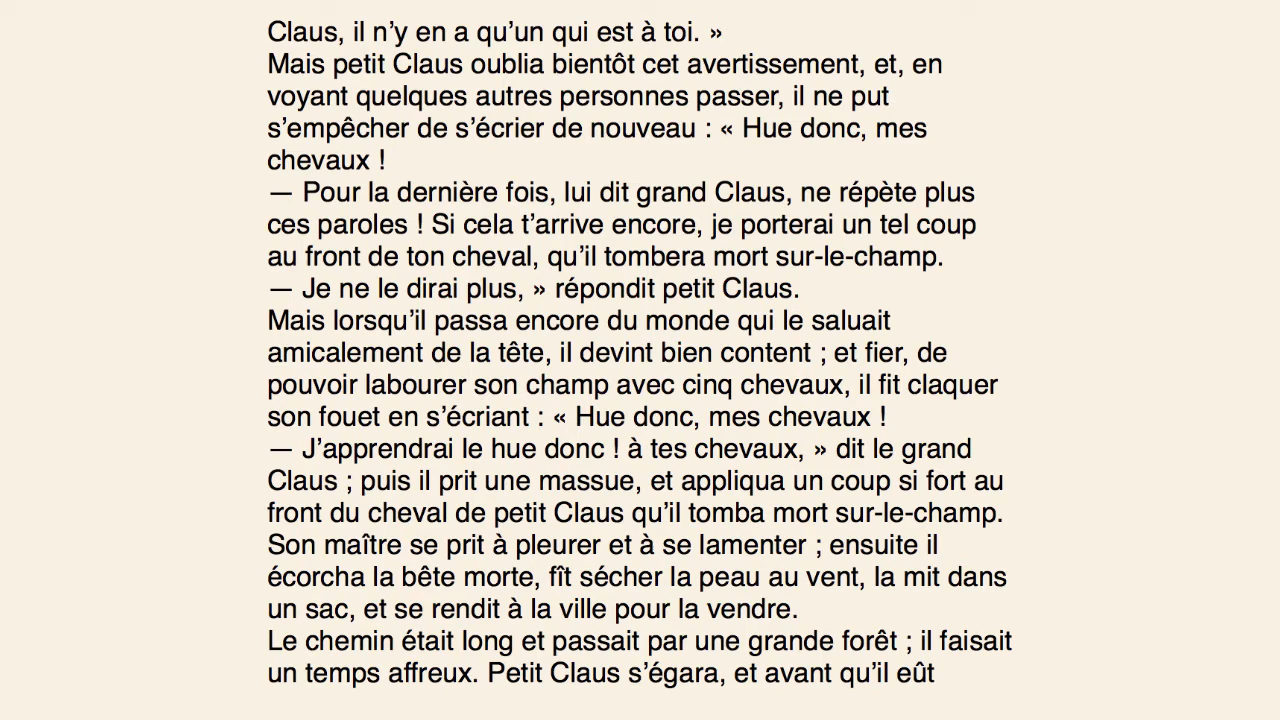 Claus, il n’y en a qu’un qui est à toi. »
Mais petit Claus oublia bientôt cet avertissement, et, en
voyant quelques autres personnes passer, il ne put
s’empêcher de s’écrier de nouveau : « Hue donc, mes
chevaux !
— Pour la dernière fois, lui dit grand Claus, ne répète plus
ces paroles ! Si cela t’arrive encore, je porterai un tel coup
au front de ton cheval, qu’il tombera mort sur-le-champ.
— Je ne le dirai plus, » répondit petit Claus.
Mais lorsqu’il passa encore du monde qui le saluait
amicalement de la tête, il devint bien content ; et fier, de
pouvoir labourer son champ avec cinq chevaux, il fit claquer
son fouet en s’écriant : « Hue donc, mes chevaux !
— J’apprendrai le hue donc ! à tes chevaux, » dit le grand
Claus ; puis il prit une massue, et appliqua un coup si fort au
front du cheval de petit Claus qu’il tomba mort sur-le-champ.
Son maître se prit à pleurer et à se lamenter ; ensuite il
écorcha la bête morte, fît sécher la peau au vent, la mit dans
un sac, et se rendit à la ville pour la vendre.
Le chemin était long et passait par une grande forêt ; il faisait
un temps affreux. Petit Claus s’égara, et avant qu’il eût